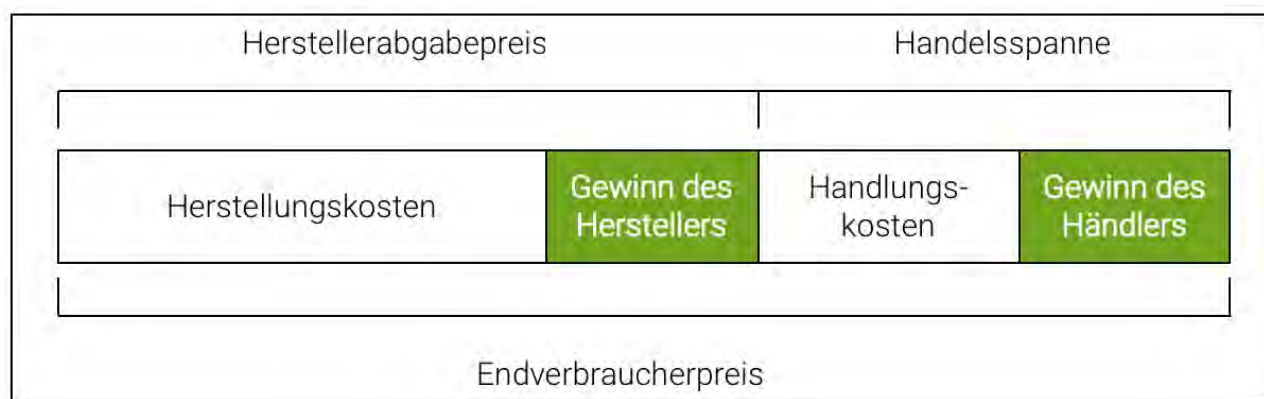 Herstellerabgabepreis
Handelsspanne
Herstellungskosten
Gewinn des
Herstellers
Handlungs-
kosten
Gewinn des
Händlers
Endverbraucherpreis